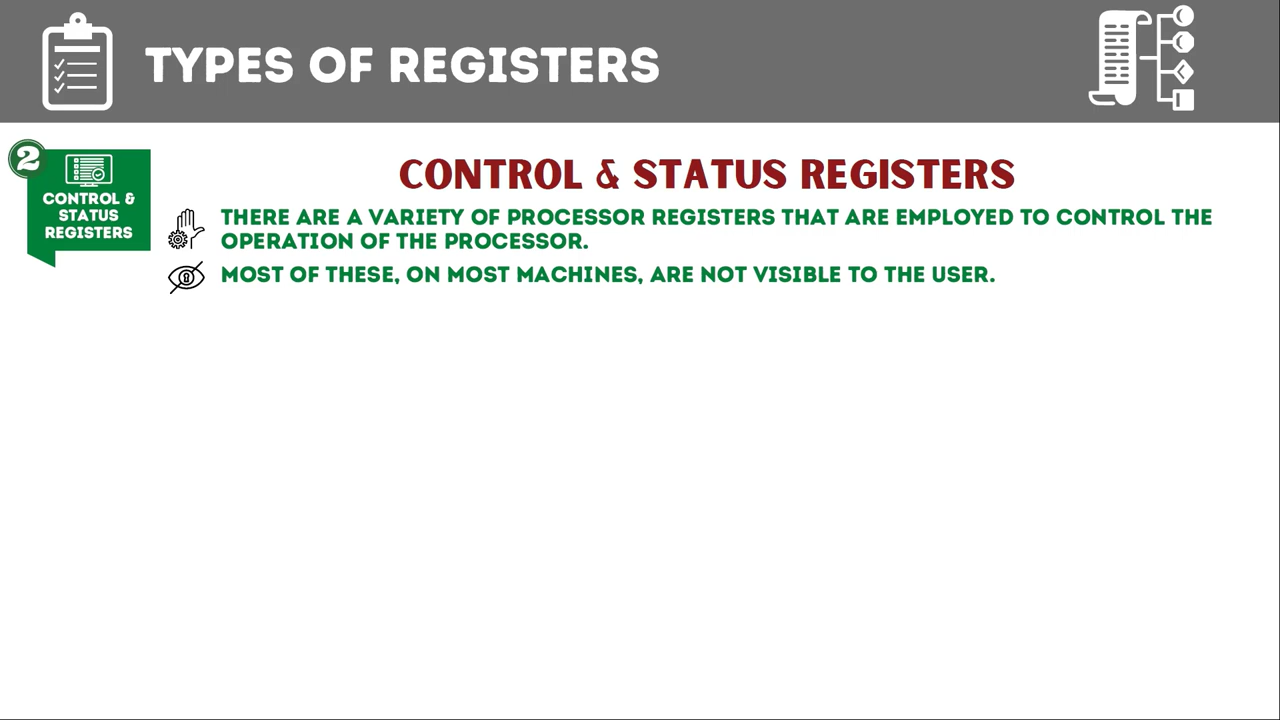 TYPES OF REGISTERS
2
CONTROL &
STATUS
REGISTERS
CONTROL & STATUS REGISTERS
THERE ARE A VARIETY OF PROCESSOR REGISTERS THAT ARE EMPLOYED TO CONTROL THE
OPERATION OF THE PROCESSOR.
MOST OF THESE, ON MOST MACHINES, ARE NOT VISIBLE TO THE USER.